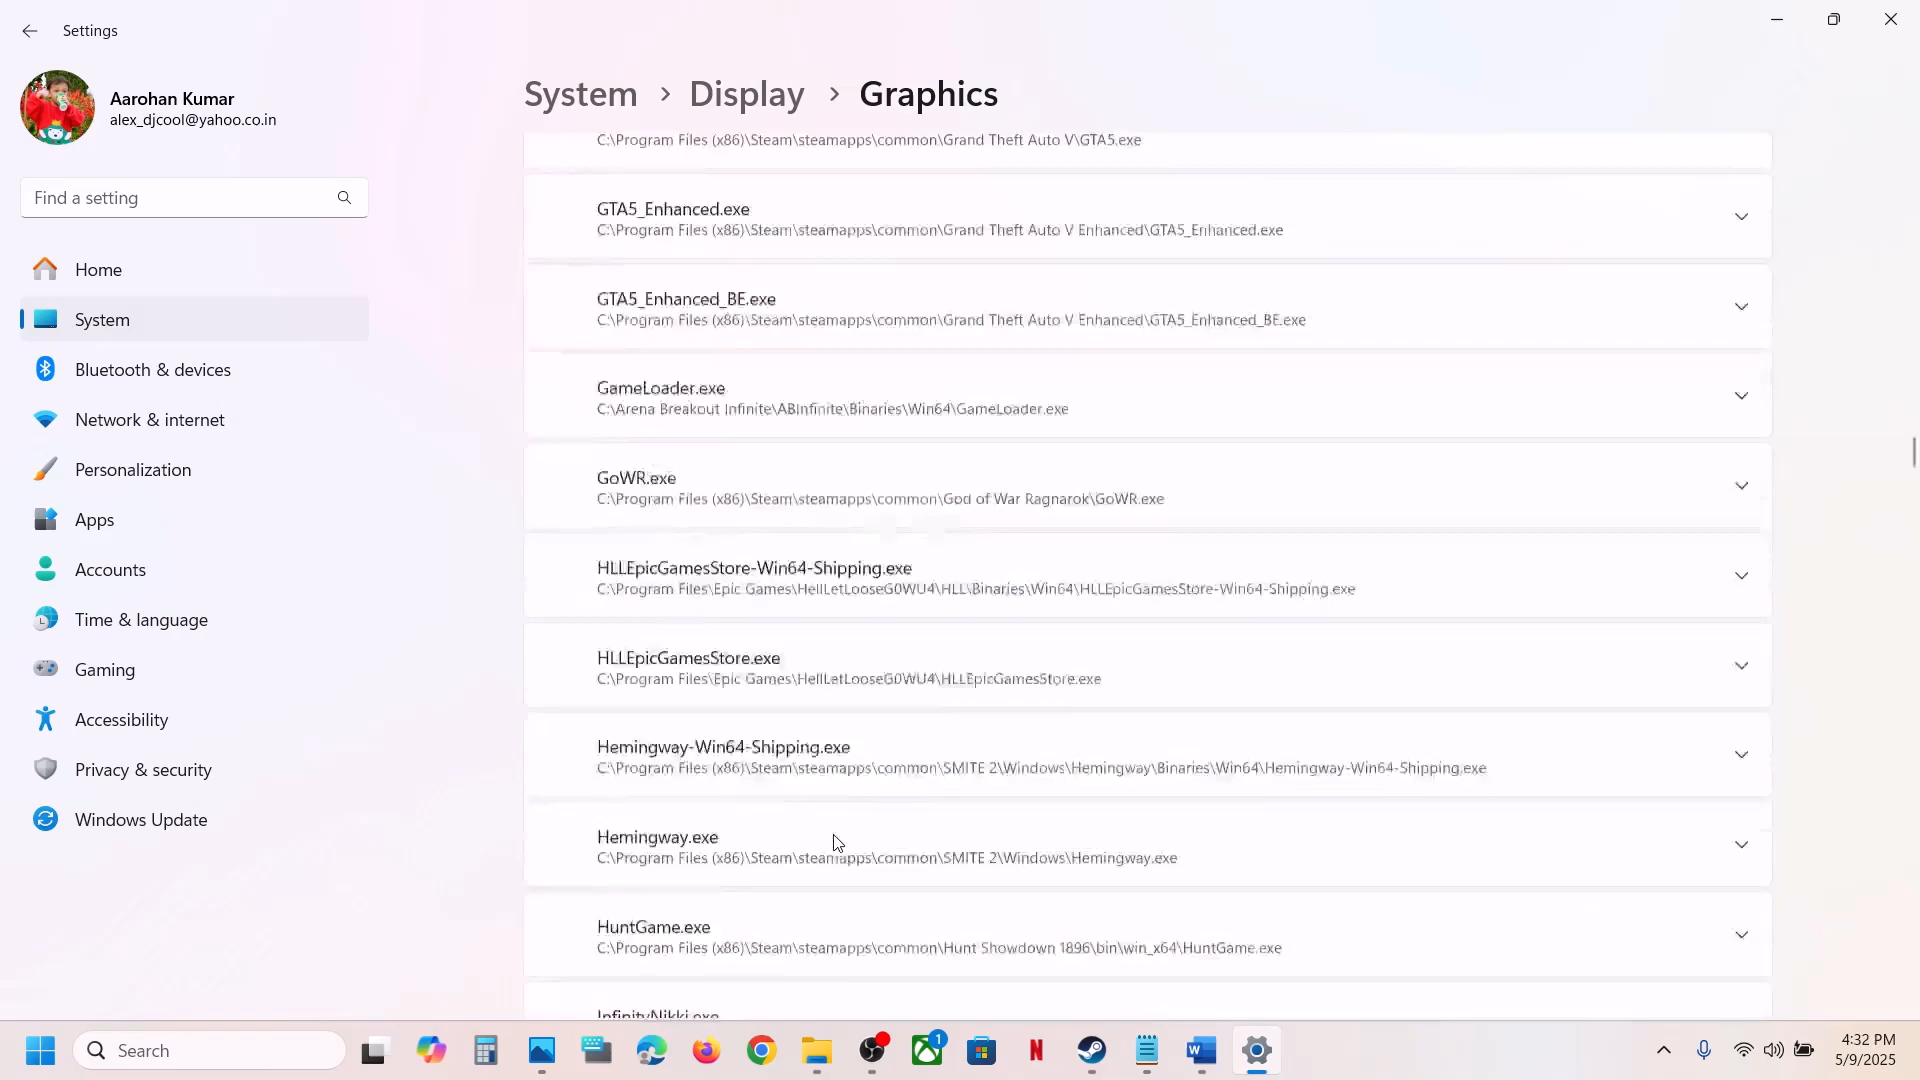 Settings
Aarohan Kumar
alex_djcool@yahoo.co.in
Find a setting
Home
System
Bluetooth & devices
Network & internet
Personalization
Apps
Accounts
Time & language
Gaming
Accessibility
Privacy & security
Windows Update
System > Display > Graphics
C:\Program Files (x86)\Steam\steamapps\common\Grand Theft Auto V\GTA5.exe
GTA5_Enhanced.exe
C:\Program Files (x86)\Steam\steamapps\common\Grand Theft Auto V Enhanced\GTA5_Enhanced.exe
GTA5_Enhanced_BE.exe
C:\Program Files (x86)\Steam\steamapps\common\Grand Theft Auto V Enhanced\GTA5_Enhanced_BE.exe
GameLoader.exe
C:\Arena Breakout Infinite\ABInfinite\Binaries\Win64\GameLoader.exe
GoWR.exe
C:\Program Files (x86)\Steam\steamapps\common\God of War Ragnarok\GoWR.exe
HLLEpicGamesStore-Win64-Shipping.exe
C:\Program Files\Epic Games\HellLetLooseG0WU4\HLL\Binaries\Win64\HLLEpicGamesStore-Win64-Shipping.exe
HLLEpicGamesStore.exe
C:\Program Files\Epic Games\HellLetLooseG0WU4\HLLEpicGamesStore.exe
Hemingway-Win64-Shipping.exe
C:\Program Files (x86)\Steam\steamapps\common\SMITE 2\Windows\Hemingway\Binaries\Win64\Hemingway-Win64-Shipping.exe
Hemingway.exe
C:\Program Files (x86)\Steam\steamapps\common\SMITE 2\Windows\Hemingway.exe
HuntGame.exe
C:\Program Files (x86)\Steam\steamapps\common\Hunt Showdown 1896\bin\win_x64\HuntGame.exe
InfinityNikki.exe
Search
1
N
W
4:32 PM
5/9/2025